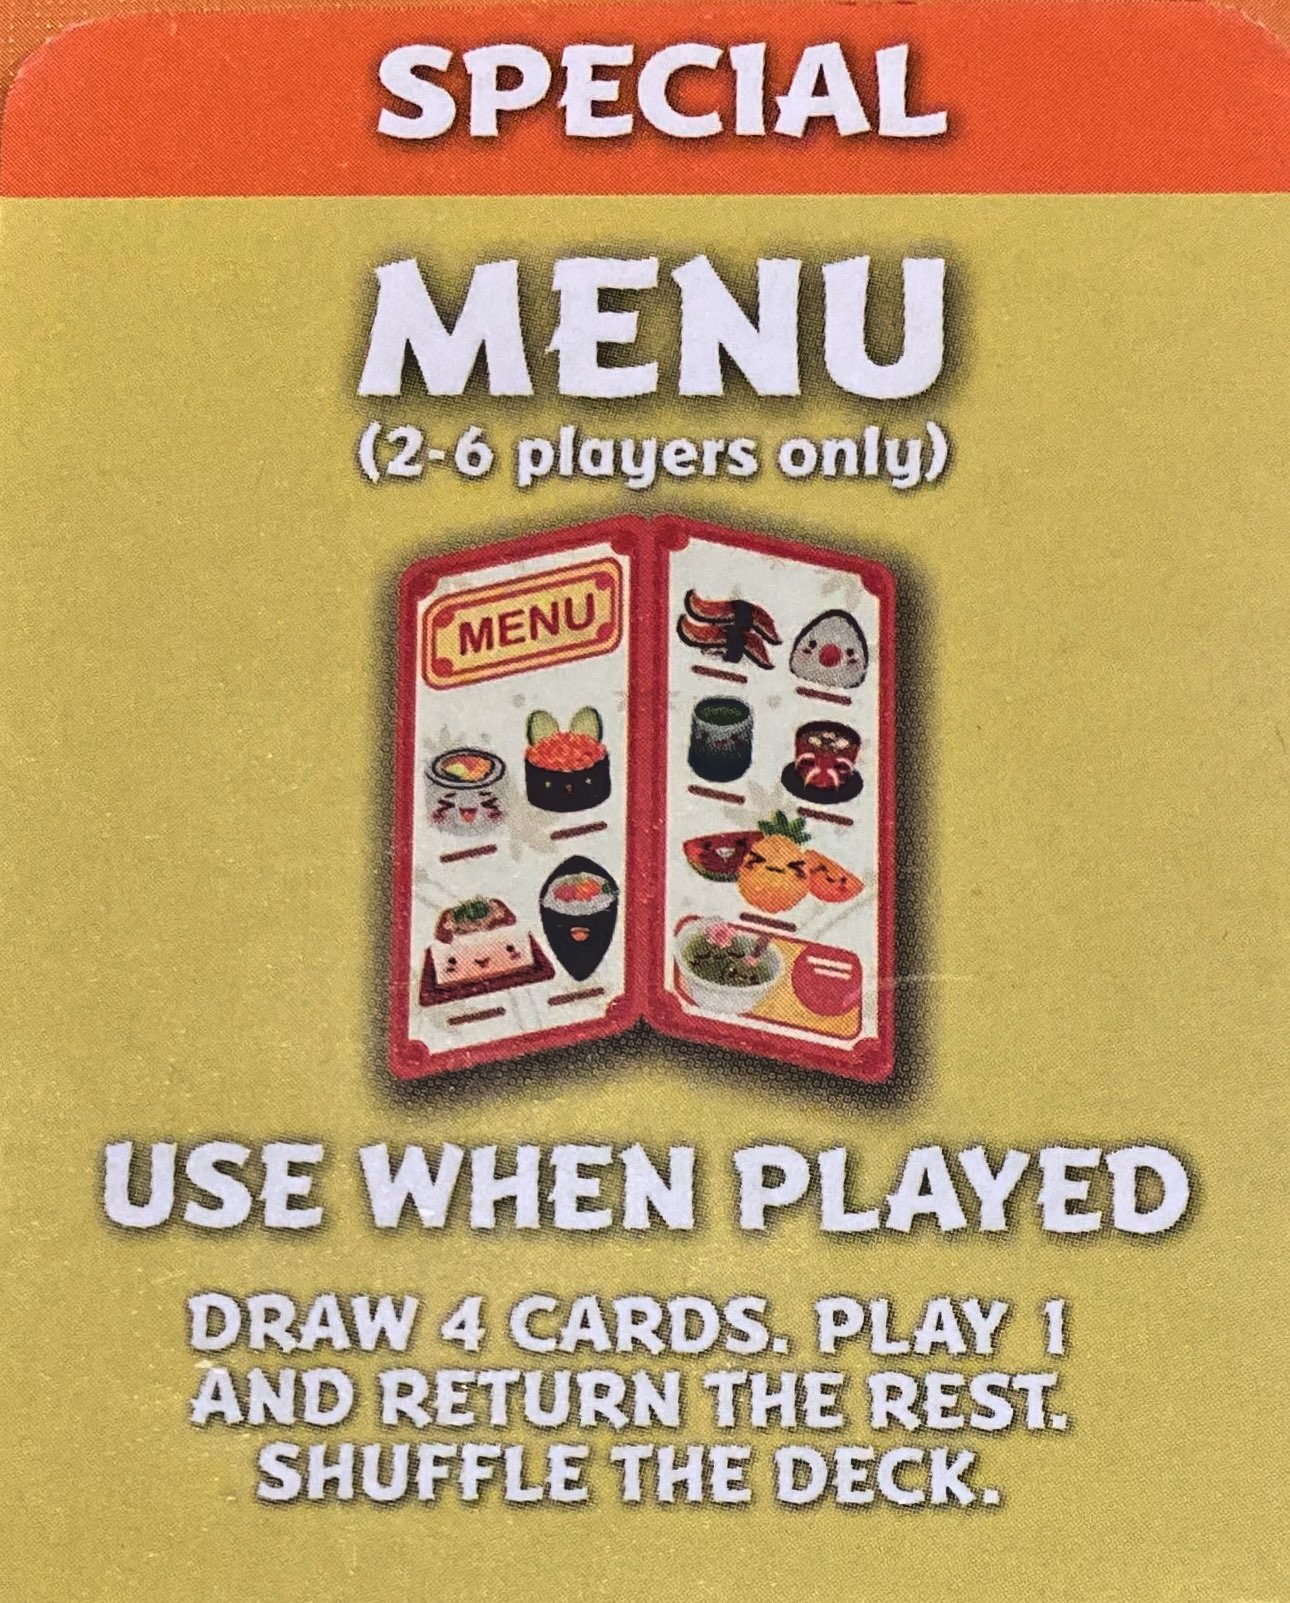 SPECIAL
MENU
(2-6 players only)
MENU
USE WHEN PLAYED
DRAW 4 CARDS. PLAY 1
AND RETURN THE REST.
SHUFFLE THE DECK.